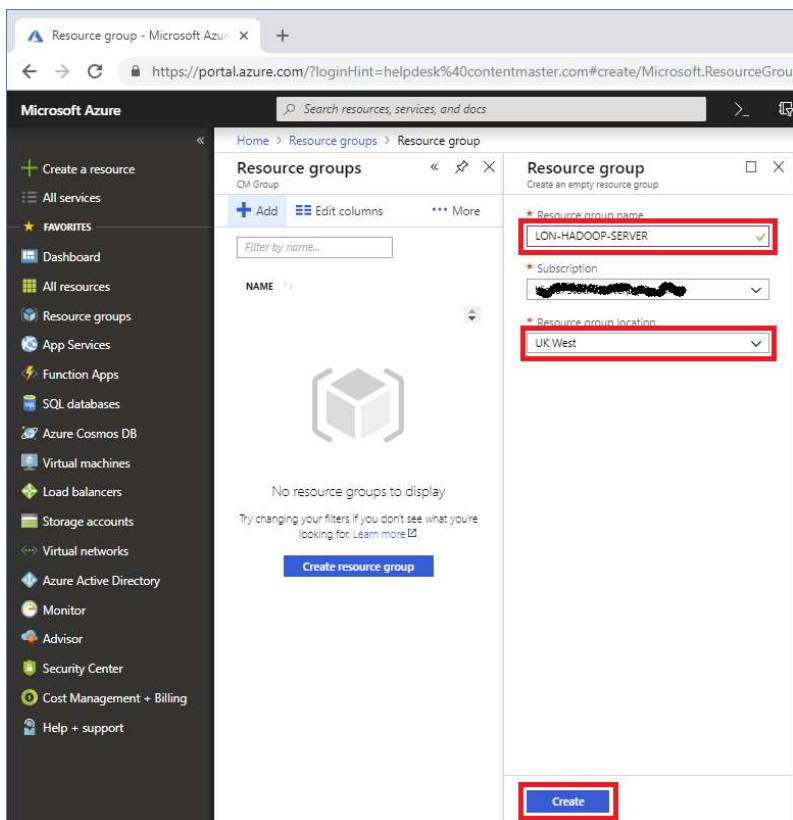 Resource group - Microsoft Azur
https://portal.azure.com/?loginHint=helpdesk%40contentmaster.com#create/Microsoft.ResourceGrou
Microsoft Azure
Search resources, services, and docs
Home > Resource groups > Resource group
Create a resource
All services
FAVORITES
Dashboard
All resources
Resource groups
App Services
Function Apps
SQL databases
Azure Cosmos DB
Virtual machines
Load balancers
Storage accounts
Virtual networks
Azure Active Directory
Monitor
Advisor
Security Center
Cost Management + Billing
Help + support
Resource groups
CM Group
Add Edit columns More
Filter by name...
NAME
No resource groups to display
Try changing your filters if you don't see what you're
looking for. Learn more
Create resource group
Resource group
Create an empty resource group
* Resource group name
LON-HADOOP-SERVER
* Subscription
* Resource group location
UK West
Create